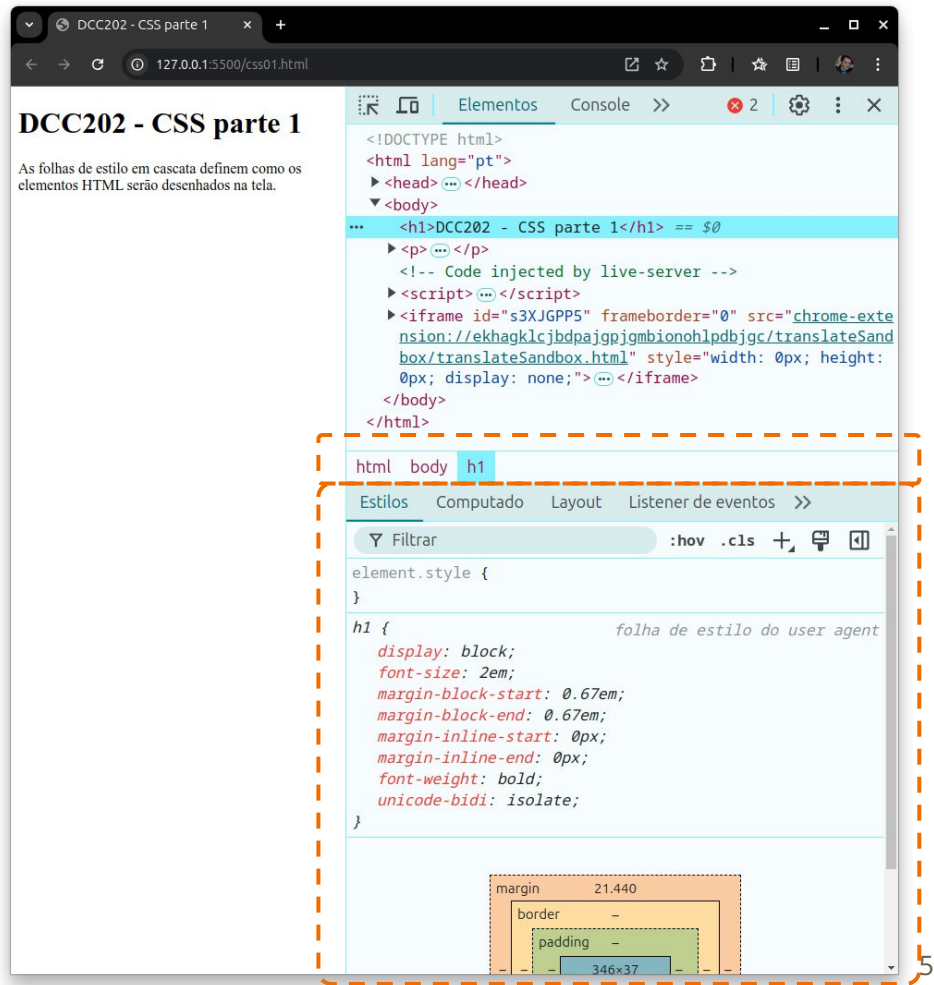 DCC202 - CSS parte 1
127.0.0.1:5500/css01.html
DCC202 - CSS parte 1
As folhas de estilo em cascata definem como os
elementos HTML serão desenhados na tela.
Elementos Console 2
<!DOCTYPE html>
<html lang="pt">
<head> ... </head>
<body>
... <h1>DCC202 - CSS parte 1</h1> == $0
<p> ... </p>
<!-- Code injected by live-server -->
<script> ... </script>
<iframe id="s3XJGPP5" frameborder="0" src="chrome-exte
nsion://ekhagklcjbdpajgpjgmbionohlpdbjgc/translateSand
box/translateSandbox.html" style="width: 0px; height:
0px; display: none;"> ... </iframe>
</body>
</html>
html body h1
Estilos Computado Layout Listener de eventos
Filtrar :hov .cls
element.style {
}
h1 { folha de estilo do user agent
display: block;
font-size: 2em;
margin-block-start: 0.67em;
margin-block-end: 0.67em;
margin-inline-start: 0px;
margin-inline-end: 0px;
font-weight: bold;
unicode-bidi: isolate;
}
margin 21.440
border –
padding –
– – – 346×37 – – –
5